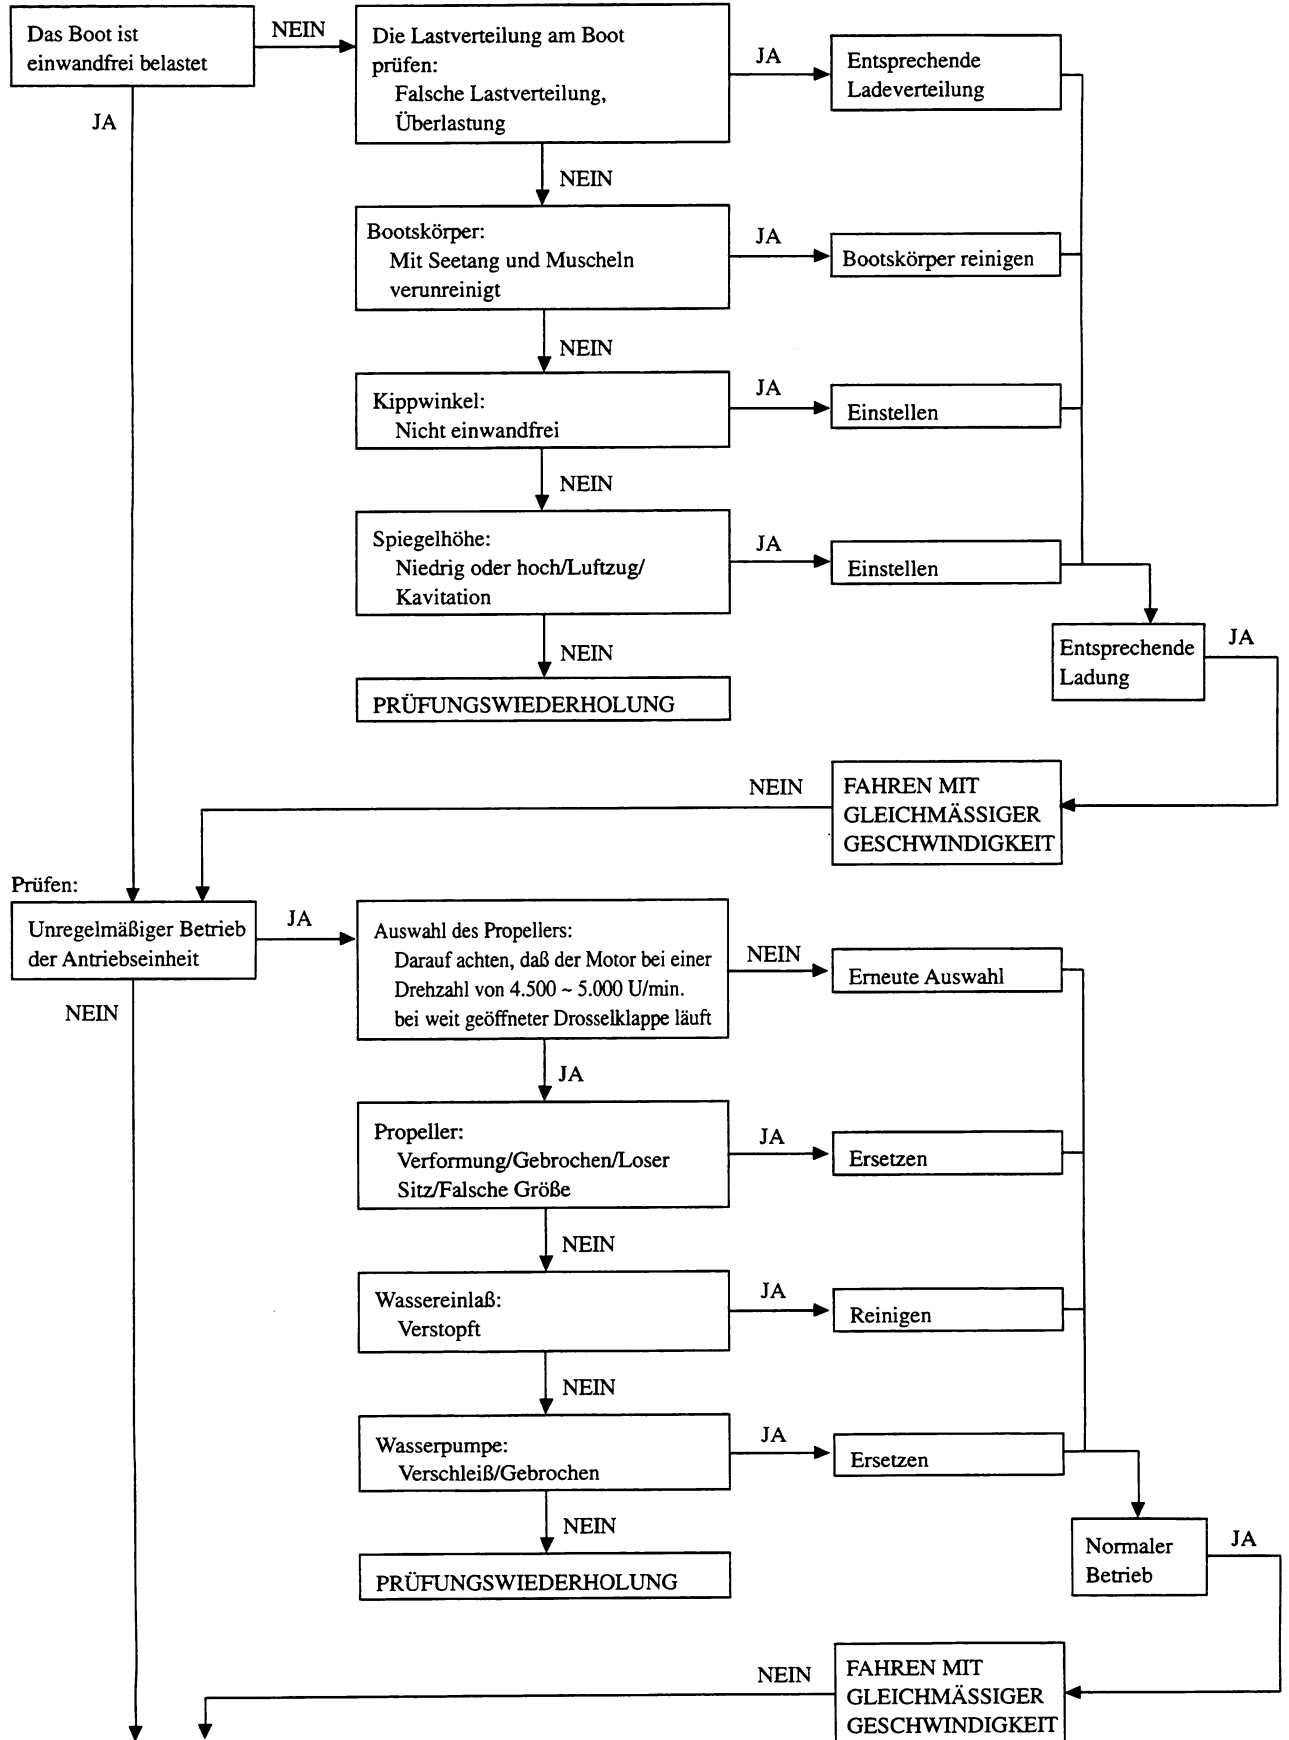 Das Boot ist
einwandfrei belastet
NEIN
Die Lastverteilung am Boot
prüfen:
Falsche Lastverteilung,
Überlastung
JA
Entsprechende
Ladeverteilung
JA
NEIN
Bootskörper:
Mit Seetang und Muscheln
verunreinigt
JA
Bootskörper reinigen
NEIN
Kippwinkel:
Nicht einwandfrei
JA
Einstellen
NEIN
Spiegelhöhe:
Niedrig oder hoch/Luftzug/
Kavitation
JA
Einstellen
NEIN
PRÜFUNGSWIEDERHOLUNG
Entsprechende
Ladung
JA
NEIN
FAHREN MIT
GLEICHMÄSSIGER
GESCHWINDIGKEIT
Prüfen:
Unregelmäßiger Betrieb
der Antriebseinheit
JA
Auswahl des Propellers:
Darauf achten, daß der Motor bei einer
Drehzahl von 4.500 ~ 5.000 U/min.
bei weit geöffneter Drosselklappe läuft
NEIN
Erneute Auswahl
NEIN
JA
Propeller:
Verformung/Gebrochen/Loser
Sitz/Falsche Größe
JA
Ersetzen
NEIN
Wassereinlaß:
Verstopft
JA
Reinigen
NEIN
Wasserpumpe:
Verschleiß/Gebrochen
JA
Ersetzen
NEIN
PRÜFUNGSWIEDERHOLUNG
Normaler
Betrieb
JA
NEIN
FAHREN MIT
GLEICHMÄSSIGER
GESCHWINDIGKEIT